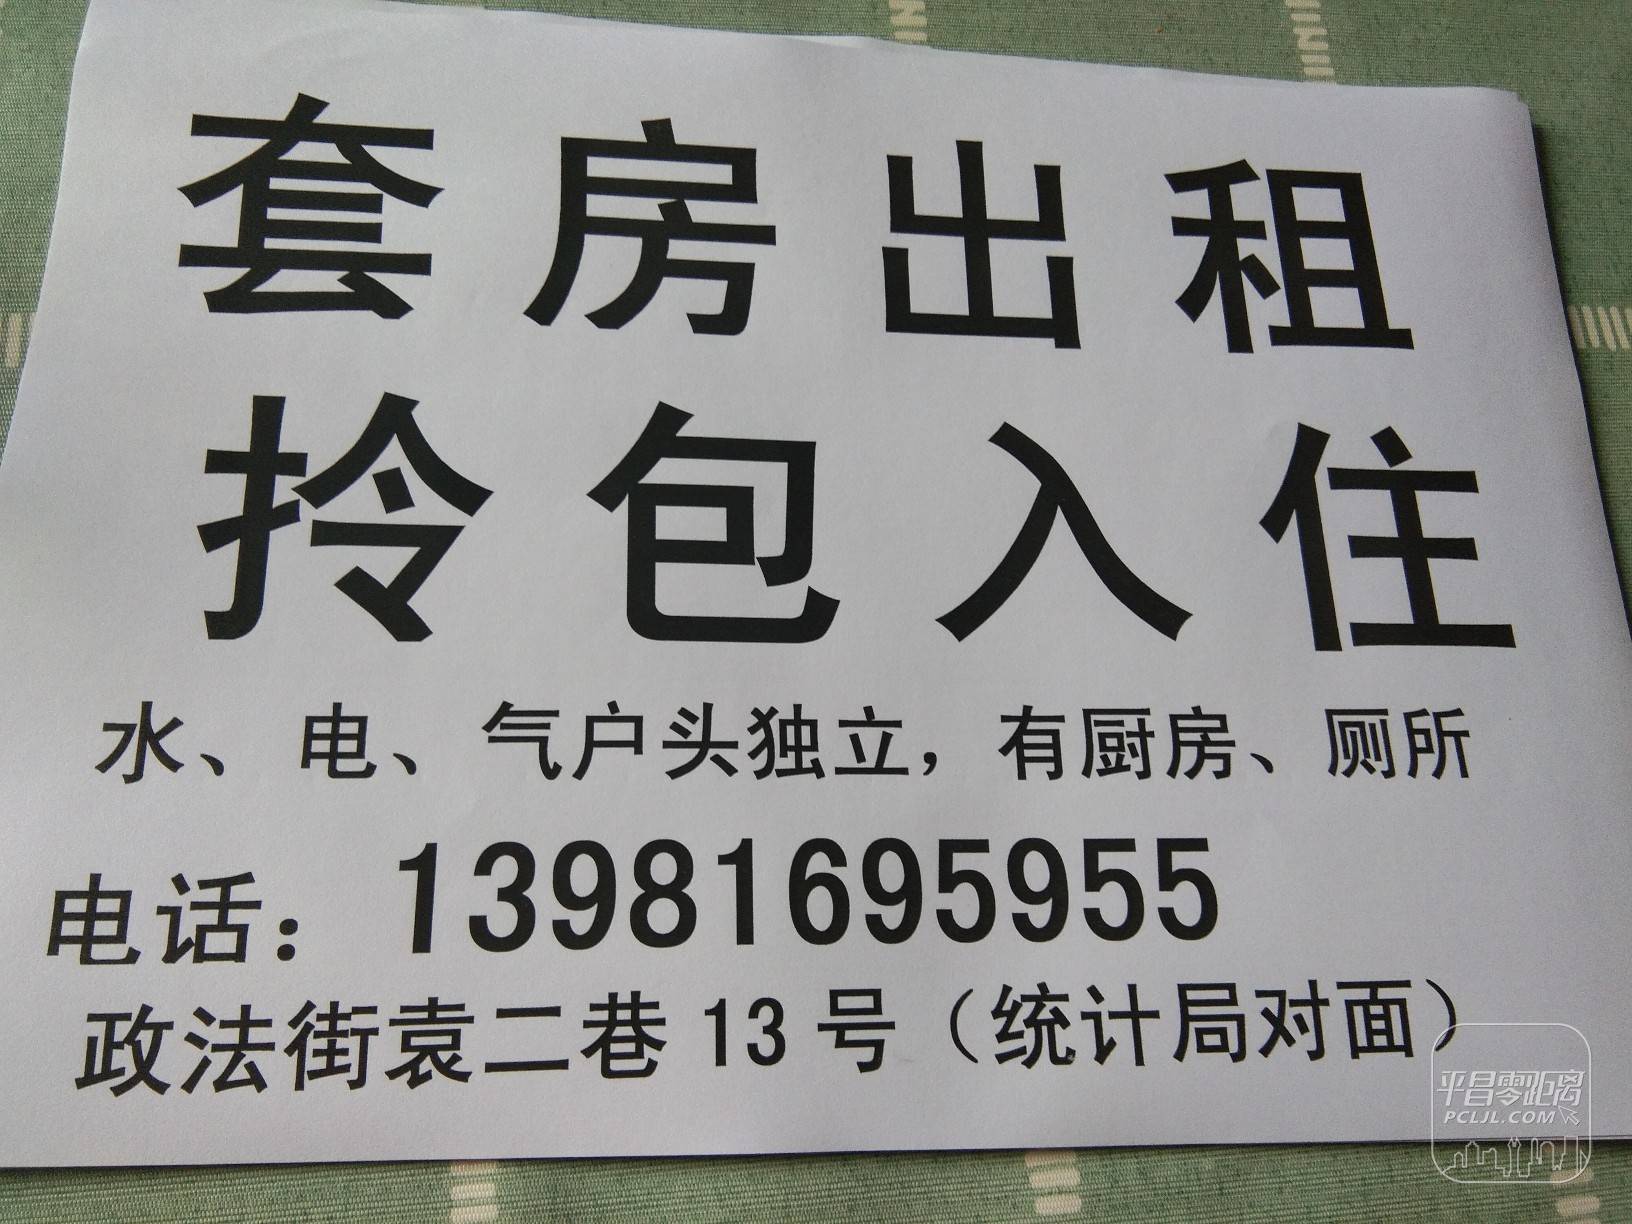 套房出租
拎包入住
水、电、气户头独立，有厨房、厕所
电话：13981695955
政法街袁二巷 13 号（统计局对面）
平昌零距离
PCLJL.COM